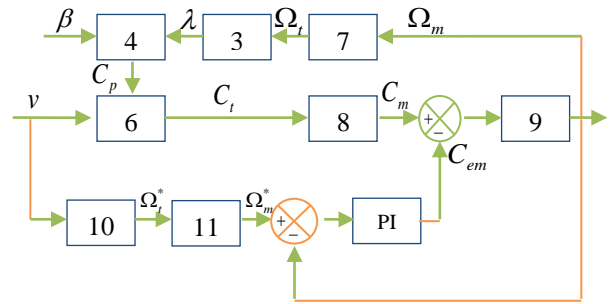 β 4 λ 3 Ω_t 7 Ω_m
C_p
v 6 C_t 8 C_m + − 9
C_em
10 Ω_t^* 11 Ω_m^* + − PI